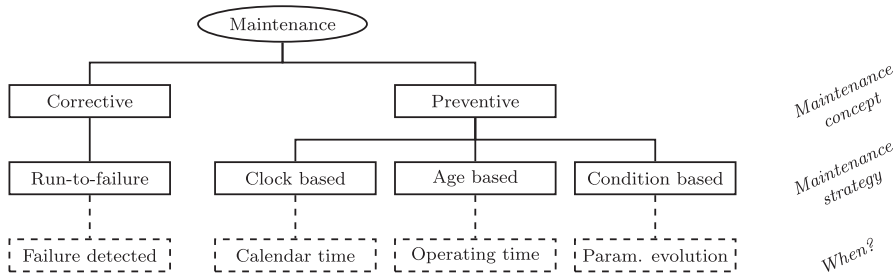 Maintenance
Corrective
Preventive
Maintenance
concept
Run-to-failure
Clock based
Age based
Condition based
Maintenance
strategy
Failure detected
Calendar time
Operating time
Param. evolution
When?